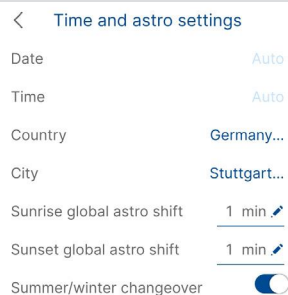 Time and astro settings
Date Auto
Time Auto
Country Germany...
City Stuttgart...
Sunrise global astro shift 1 min
Sunset global astro shift 1 min
Summer/winter changeover